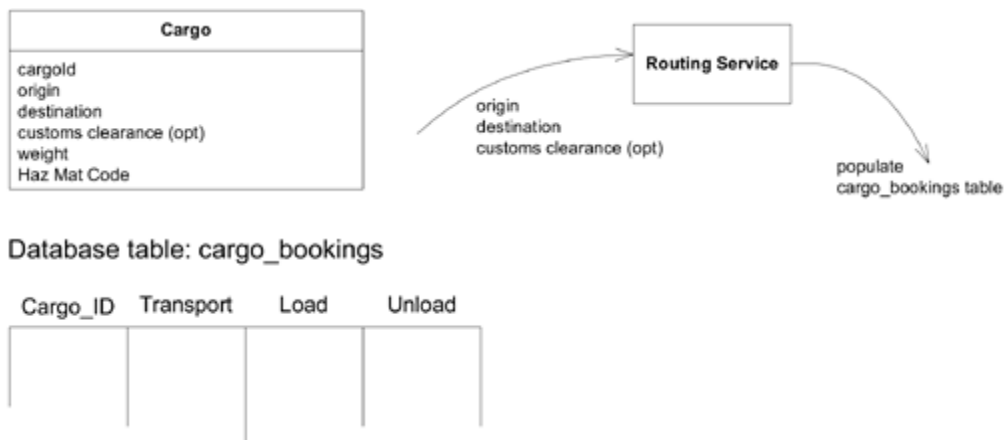 Cargo
cargoId
origin
destination
customs clearance (opt)
weight
Haz Mat Code
origin
destination
customs clearance (opt)
Routing Service
populate
cargo_bookings table
Database table: cargo_bookings
Cargo_ID Transport Load Unload